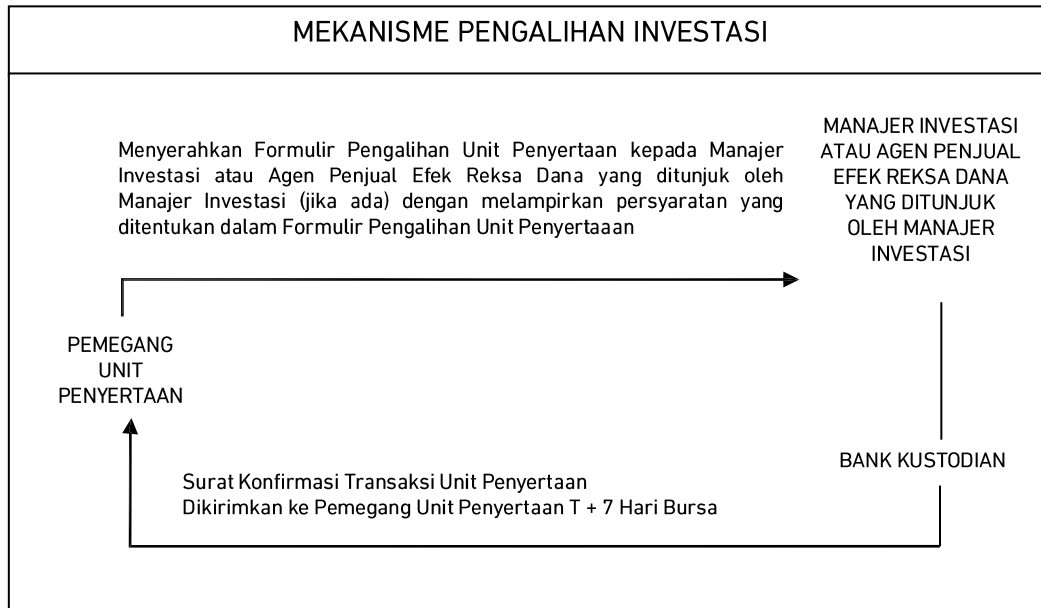 MEKANISME PENGALIHAN INVESTASI
Menyerahkan Formulir Pengalihan Unit Penyertaan kepada Manajer
Investasi atau Agen Penjual Efek Reksa Dana yang ditunjuk oleh
Manajer Investasi (jika ada) dengan melampirkan persyaratan yang
ditentukan dalam Formulir Pengalihan Unit Penyertaaan
MANAJER INVESTASI
ATAU AGEN PENJUAL
EFEK REKSA DANA
YANG DITUNJUK
OLEH MANAJER
INVESTASI
PEMEGANG
UNIT
PENYERTAAN
BANK KUSTODIAN
Surat Konfirmasi Transaksi Unit Penyertaan
Dikirimkan ke Pemegang Unit Penyertaan T + 7 Hari Bursa